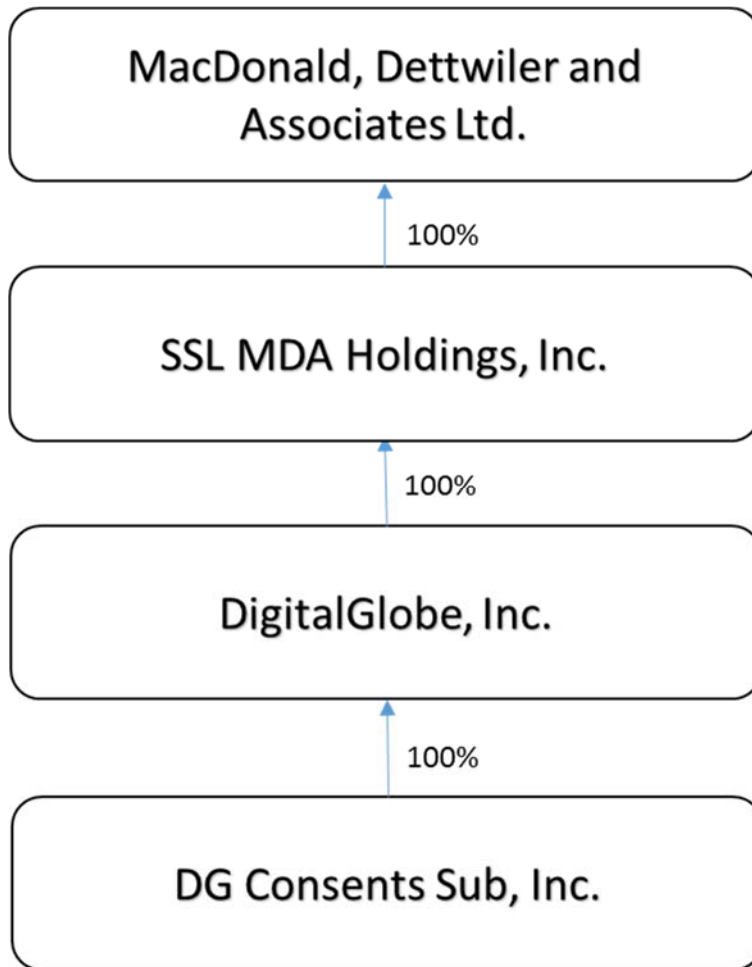 MacDonald, Dettwiler and
Associates Ltd.
100%
SSL MDA Holdings, Inc.
100%
DigitalGlobe, Inc.
100%
DG Consents Sub, Inc.